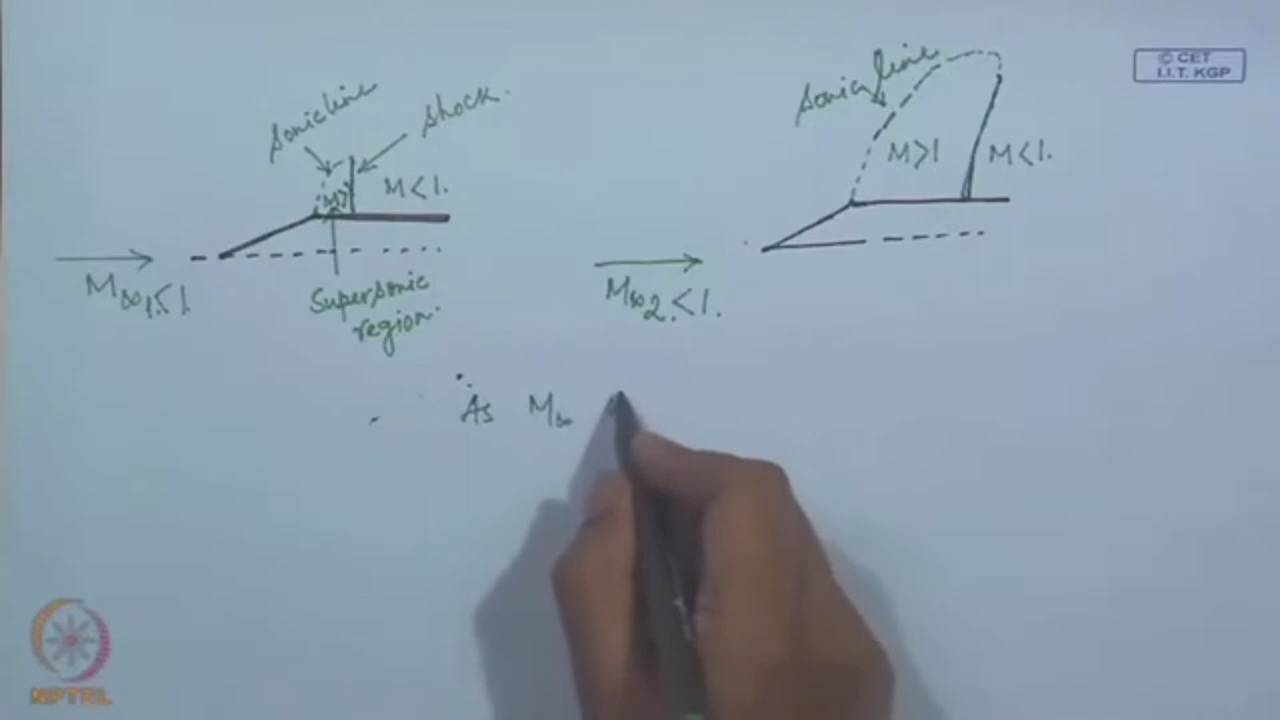 © CET
I.I.T. KGP
Sonic line
Shock.
M>1
M<1.
M∞1<1
Supersonic
region.
Sonic line
M>1
M<1.
M∞2.<1.
As M∞
NPTEL